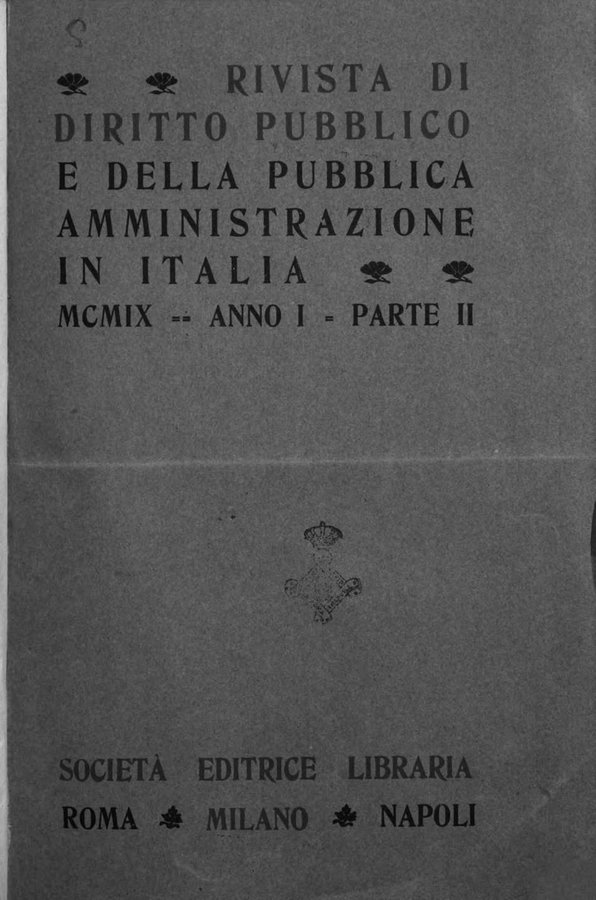 RIVISTA DI
DIRITTO PUBBLICO
E DELLA PUBBLICA
AMMINISTRAZIONE
IN ITALIA
MCMIX -- ANNO I - PARTE II
SOCIETÀ EDITRICE LIBRARIA
ROMA MILANO NAPOLI